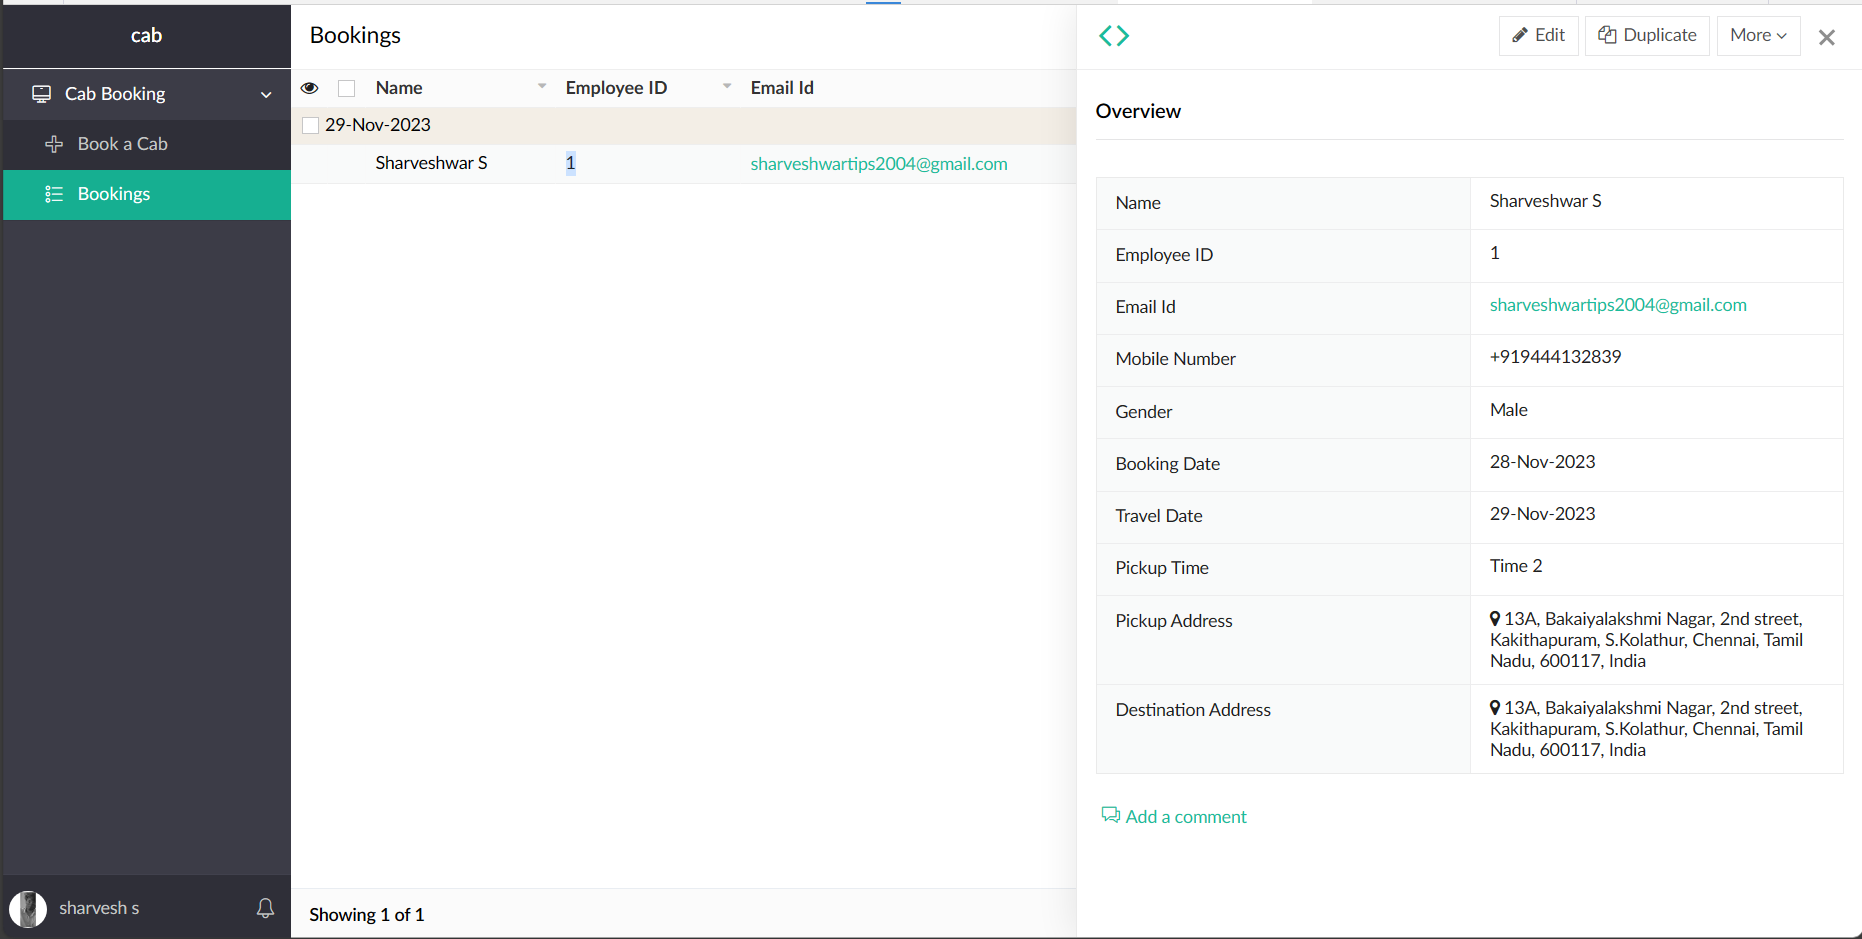 cab
Cab Booking
Book a Cab
Bookings
sharvesh s
Bookings
Name Employee ID Email Id
29-Nov-2023
Sharveshwar S 1 sharveshwartips2004@gmail.com
Showing 1 of 1
Edit Duplicate More
Overview
Name Sharveshwar S
Employee ID 1
Email Id sharveshwartips2004@gmail.com
Mobile Number +919444132839
Gender Male
Booking Date 28-Nov-2023
Travel Date 29-Nov-2023
Pickup Time Time 2
Pickup Address 13A, Bakaiyalakshmi Nagar, 2nd street,
Kakithapuram, S.Kolathur, Chennai, Tamil
Nadu, 600117, India
Destination Address 13A, Bakaiyalakshmi Nagar, 2nd street,
Kakithapuram, S.Kolathur, Chennai, Tamil
Nadu, 600117, India
Add a comment